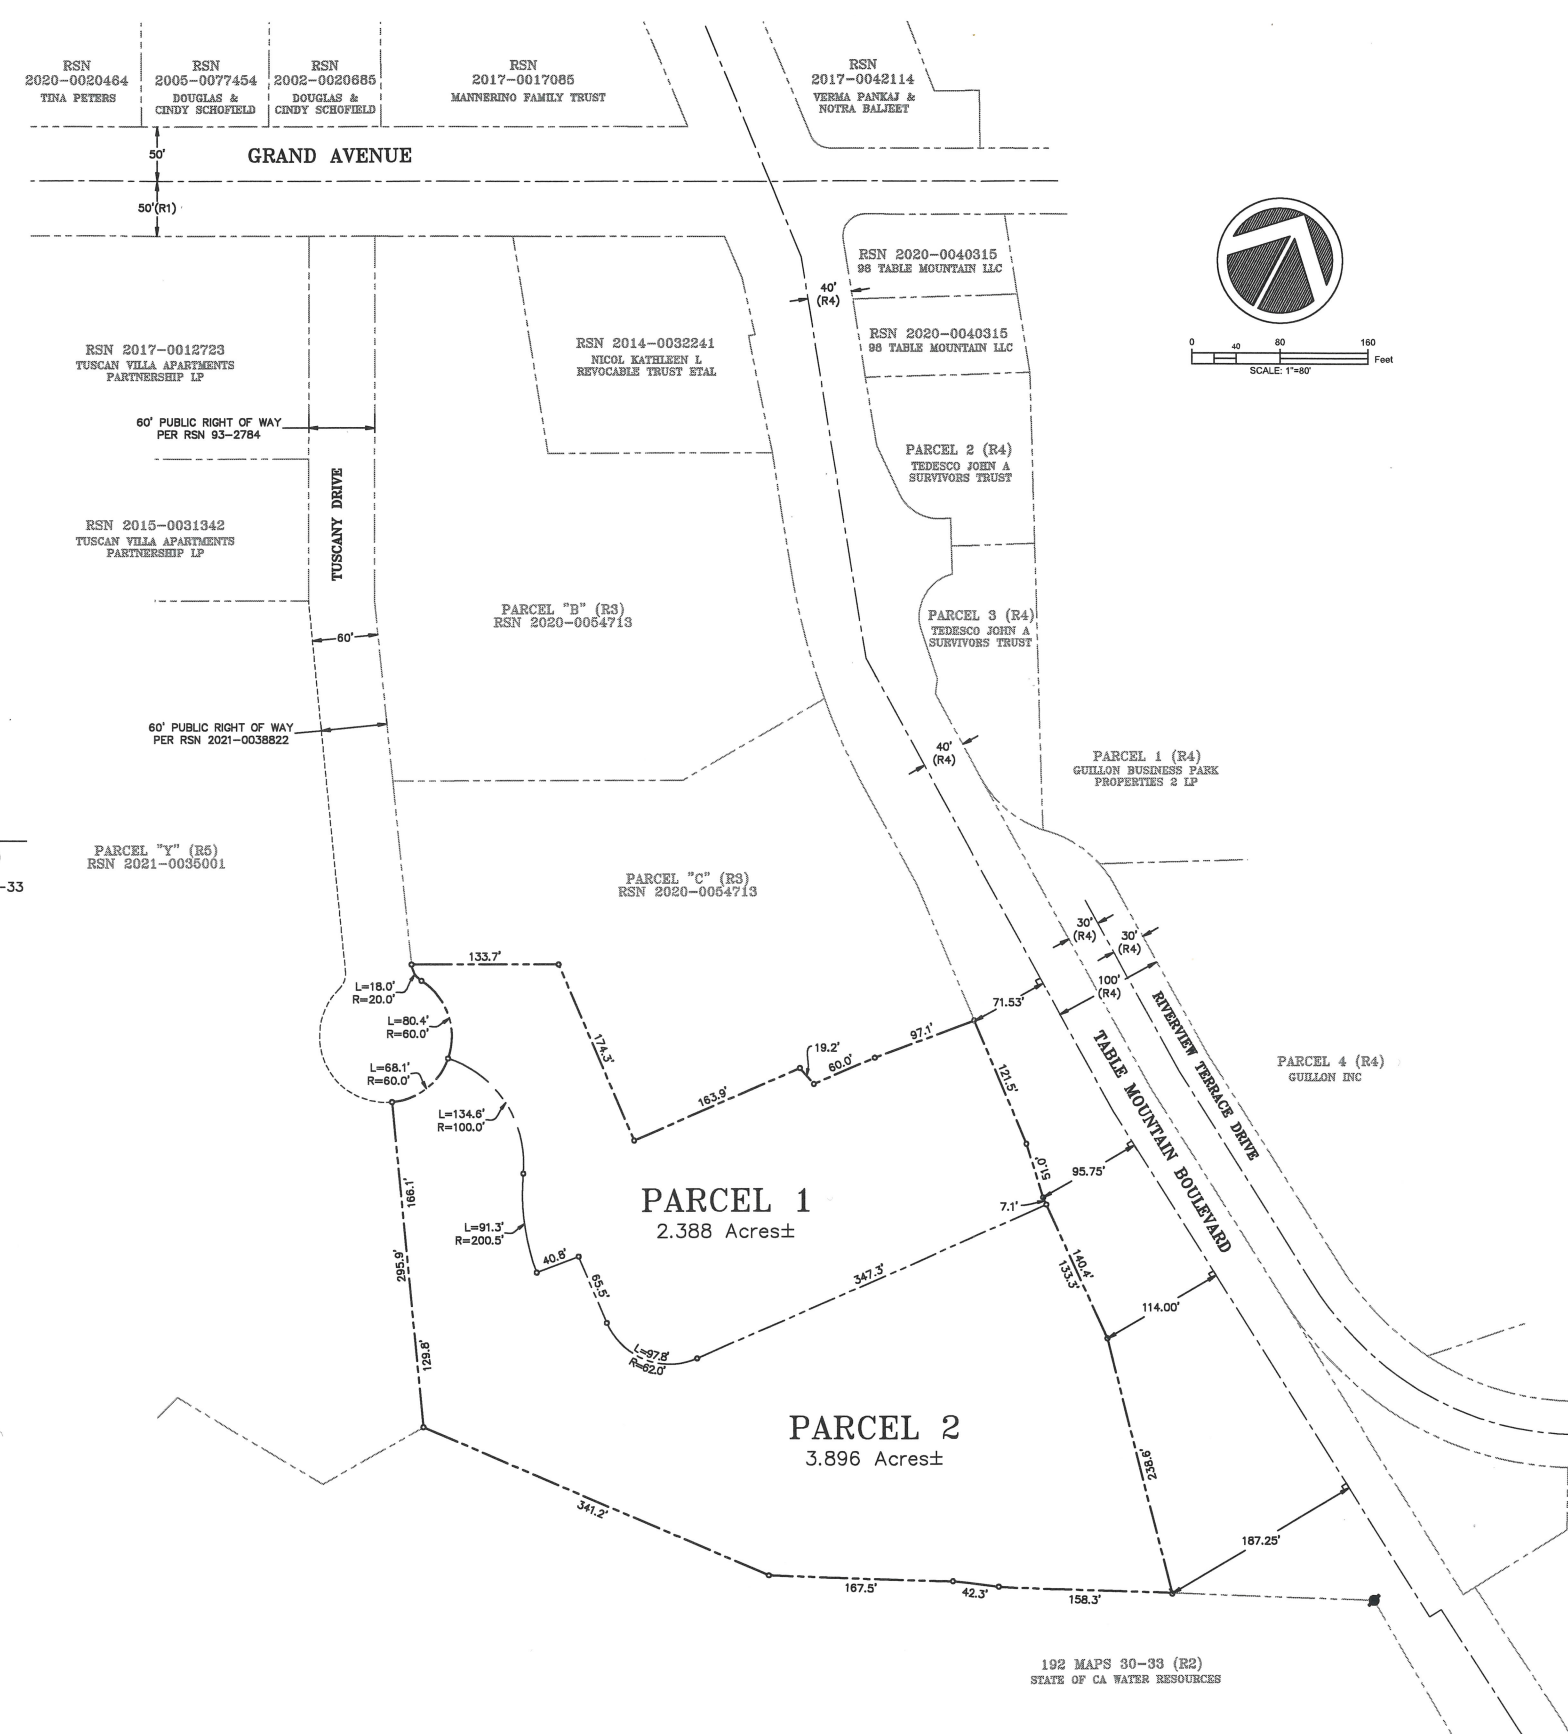 RSN
2020-0020464
TINA PETERS
RSN
2005-0077454
DOUGLAS &
CINDY SCHOFIELD
RSN
2002-0020685
DOUGLAS &
CINDY SCHOFIELD
RSN
2017-0017085
MANNERINO FAMILY TRUST
RSN
2017-0042114
VERMA PANKAJ &
NOTRA BALJEET
50'
GRAND AVENUE
50'(R1)
RSN 2020-0040315
98 TABLE MOUNTAIN LLC
40'
(R4)
RSN 2020-0040315
98 TABLE MOUNTAIN LLC
0
40
80
160
Feet
SCALE: 1"=80'
RSN 2017-0012723
TUSCAN VILLA APARTMENTS
PARTNERSHIP LP
RSN 2014-0032241
NICOL KATHLEEN L
REVOCABLE TRUST ETAL
60' PUBLIC RIGHT OF WAY
PER RSN 93-2784
PARCEL 2 (R4)
TEDESCO JOHN A
SURVIVORS TRUST
TUSCANY DRIVE
RSN 2015-0031342
TUSCAN VILLA APARTMENTS
PARTNERSHIP LP
PARCEL "B" (R3)
RSN 2020-0054713
PARCEL 3 (R4)
TEDESCO JOHN A
SURVIVORS TRUST
60'
60' PUBLIC RIGHT OF WAY
PER RSN 2021-0038822
40'
(R4)
PARCEL 1 (R4)
GUILLON BUSINESS PARK
PROPERTIES 2 LP
PARCEL "Y" (R5)
RSN 2021-0035001
-33
PARCEL "C" (R3)
RSN 2020-0054713
30'
(R4)
30'
(R4)
100'
(R4)
133.7'
L=18.0'
R=20.0'
L=80.4'
R=60.0'
L=68.1'
R=60.0'
L=134.6'
R=100.0'
174.3'
163.9'
19.2'
60.0'
97.1'
71.53'
121.5'
RIVERVIEW TERRACE DRIVE
TABLE MOUNTAIN BOULEVARD
PARCEL 4 (R4)
GUILLON INC
51.0'
95.75'
7.1'
166.1'
295.9'
129.8'
PARCEL 1
2.388 Acres±
L=91.3'
R=200.5'
40.8'
65.5'
347.3'
140.4'
133.3'
114.00'
L=97.8'
R=62.0'
PARCEL 2
3.896 Acres±
238.6'
187.25'
341.2'
167.5'
42.3'
158.3'
192 MAPS 30-33 (R2)
STATE OF CA WATER RESOURCES